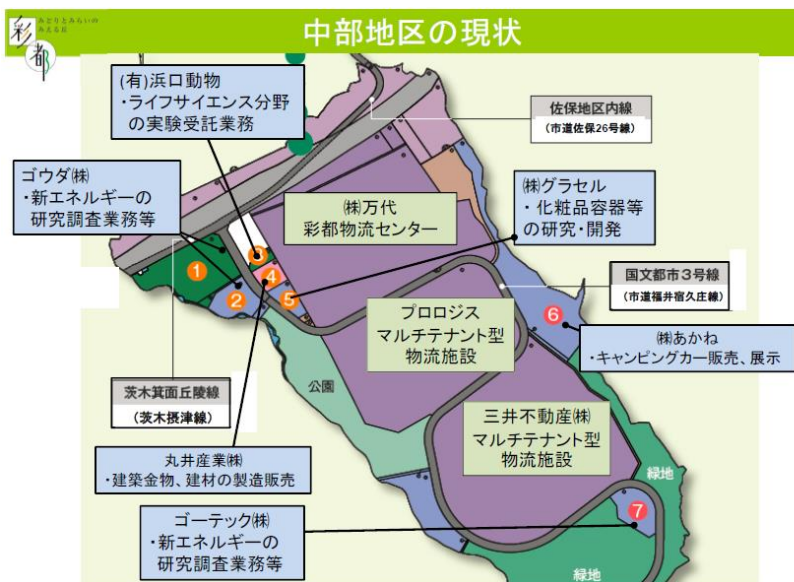 みどりとみらいの
みえる丘
彩都
中部地区の現状
(有)浜口動物
・ライフサイエンス分野
の実験受託業務
佐保地区内線
(市道佐保26号線)
ゴウダ㈱
・新エネルギーの
研究調査業務等
㈱万代
彩都物流センター
㈱グラセル
・化粧品容器等
の研究・開発
国文都市3号線
(市道福井宿久庄線)
1
2
3
4
5
6
プロロジス
マルチテナント型
物流施設
㈱あかね
・キャンピングカー販売、展示
茨木箕面丘陵線
(茨木摂津線)
公園
三井不動産㈱
マルチテナント型
物流施設
丸井産業㈱
・建築金物、建材の製造販売
緑地
7
ゴーテック㈱
・新エネルギーの
研究調査業務等
緑地